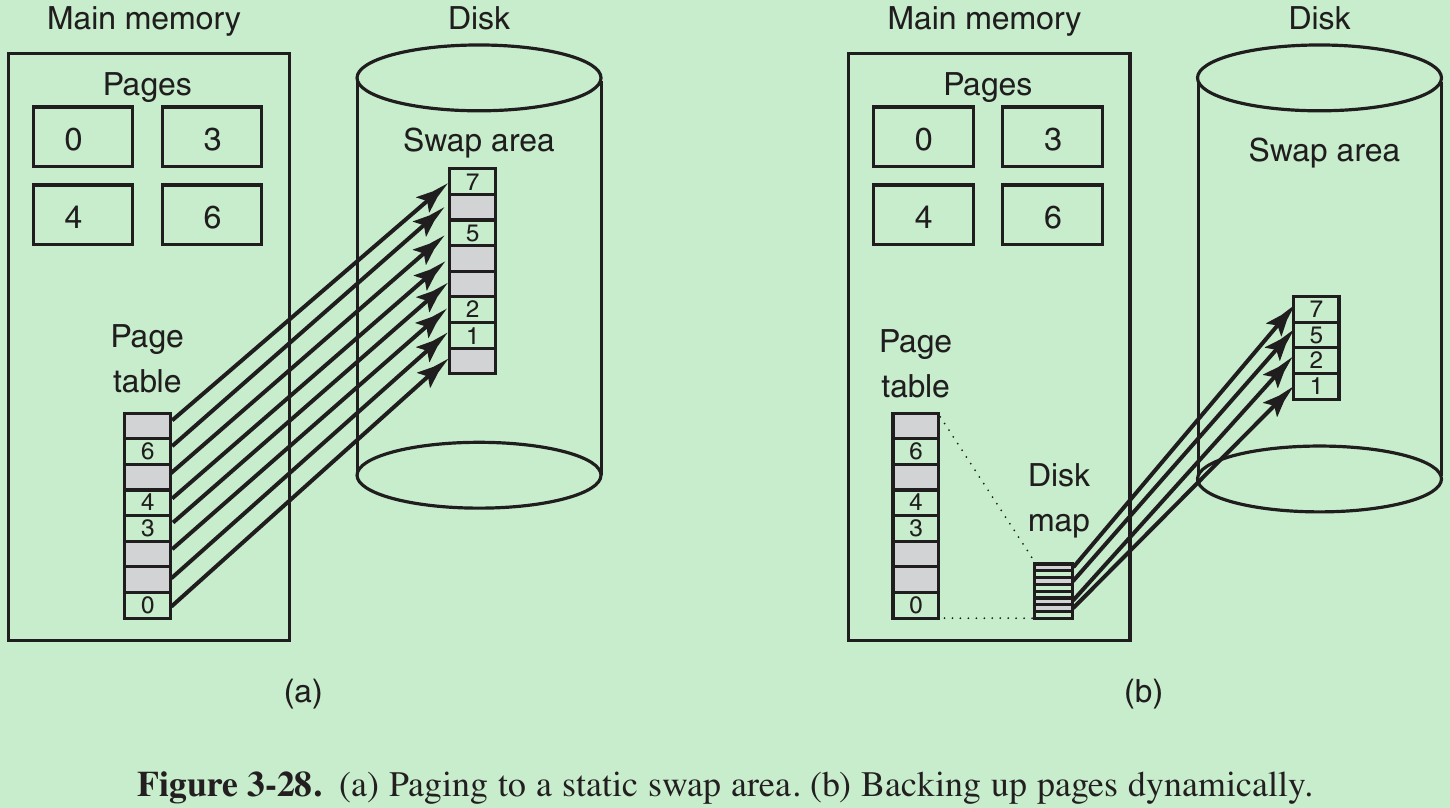 Main memory
Disk
Pages
0
3
4
6
Swap area
7
5
2
1
Page
table
6
4
3
0
(a)
Main memory
Disk
Pages
0
3
4
6
Swap area
7
5
2
1
Page
table
6
4
3
0
Disk
map
(b)
Figure 3-28. (a) Paging to a static swap area. (b) Backing up pages dynamically.